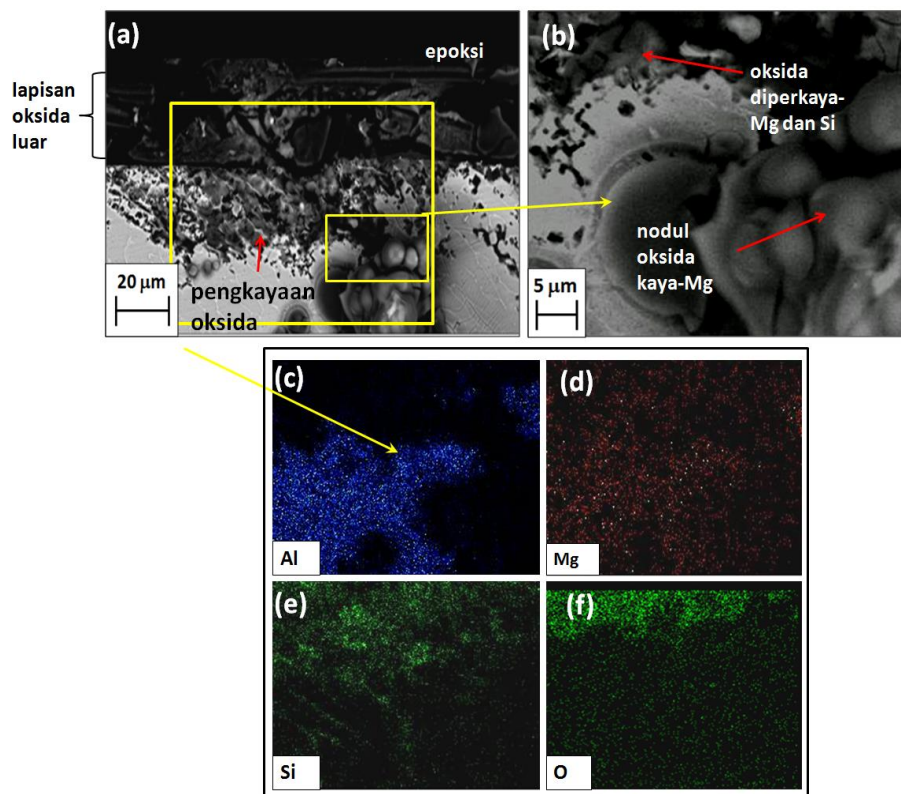 (a)
epoksi
lapisan
oksida
luar
20 µm
pengkayaan
oksida
(b)
oksida
diperkaya-
Mg dan Si
nodul
oksida
kaya-Mg
5 µm
(c)
Al
(d)
Mg
(e)
Si
(f)
O